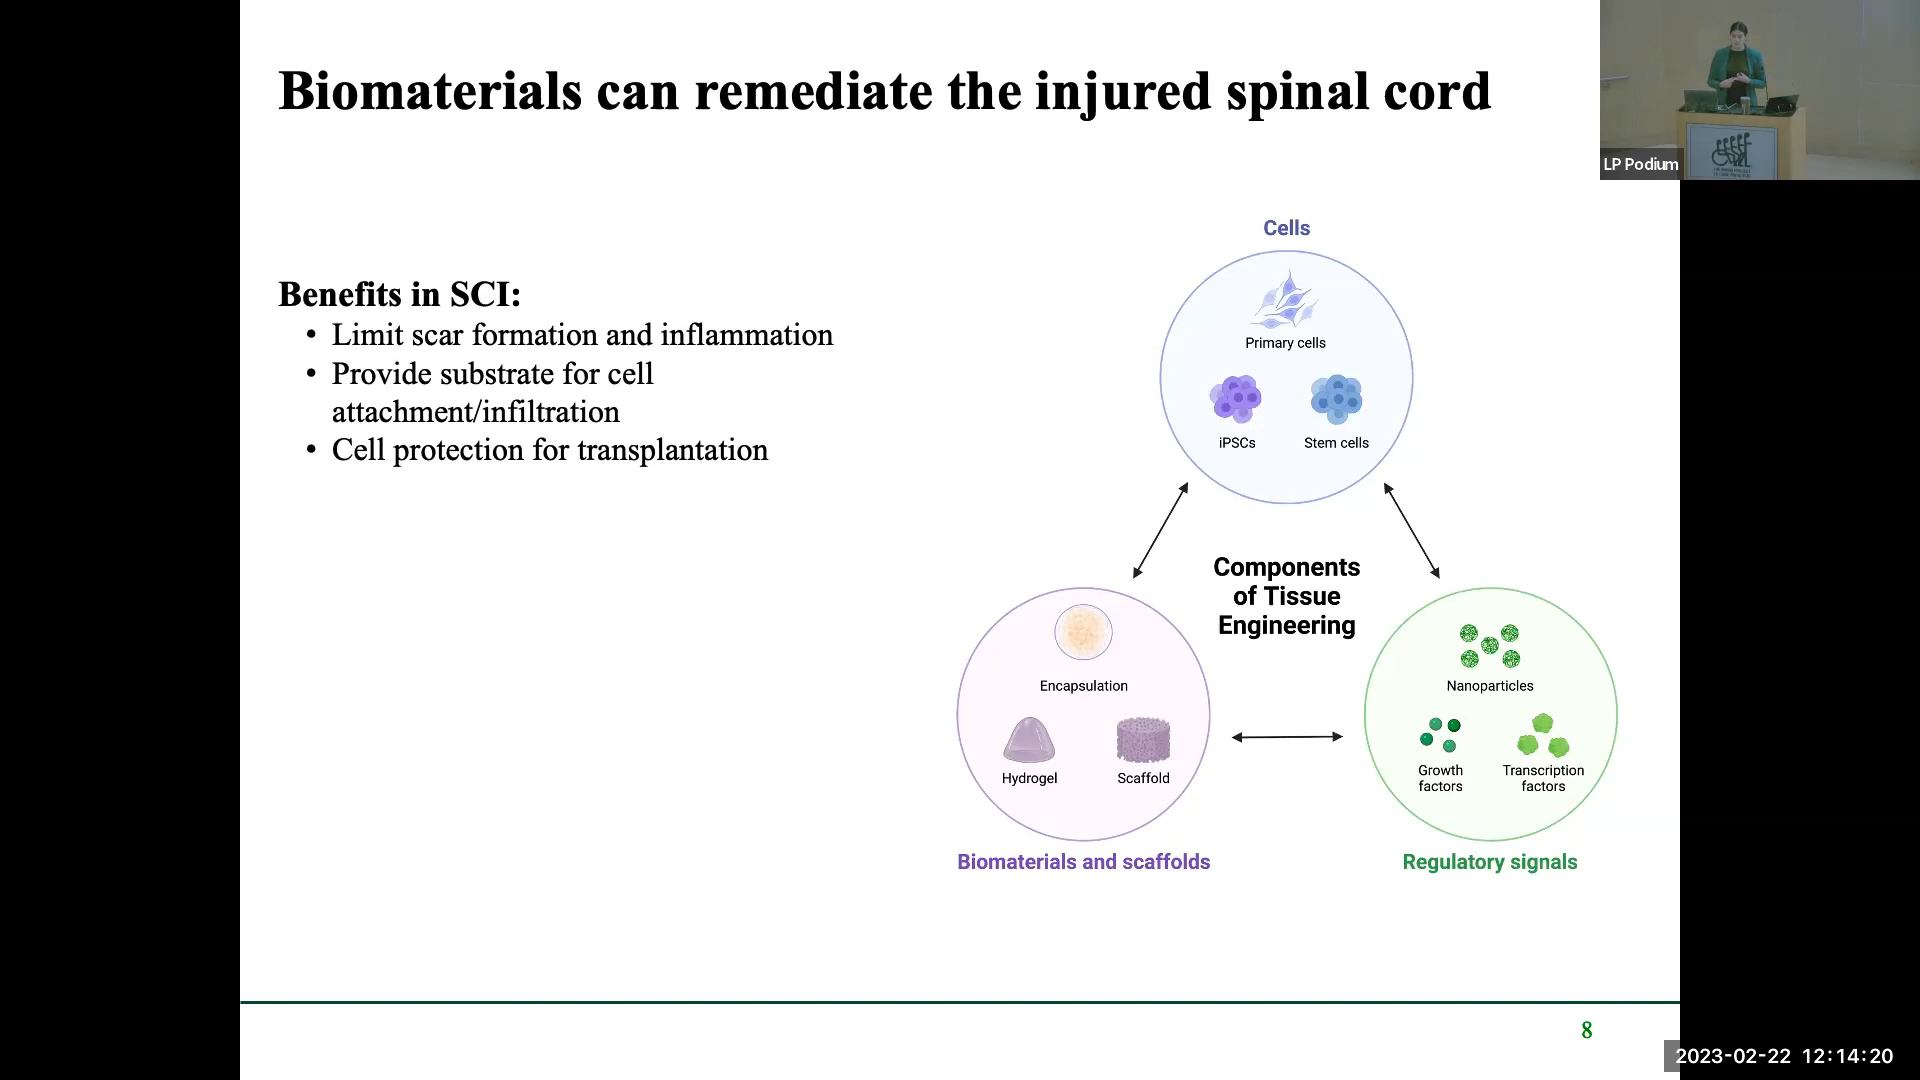 Biomaterials can remediate the injured spinal cord
LP Podium
Benefits in SCI:
• Limit scar formation and inflammation
• Provide substrate for cell
attachment/infiltration
• Cell protection for transplantation
Cells
Primary cells
iPSCs
Stem cells
Components
of Tissue
Engineering
Encapsulation
Hydrogel
Scaffold
Biomaterials and scaffolds
Nanoparticles
Growth
factors
Transcription
factors
Regulatory signals
8
2023-02-22 12:14:20